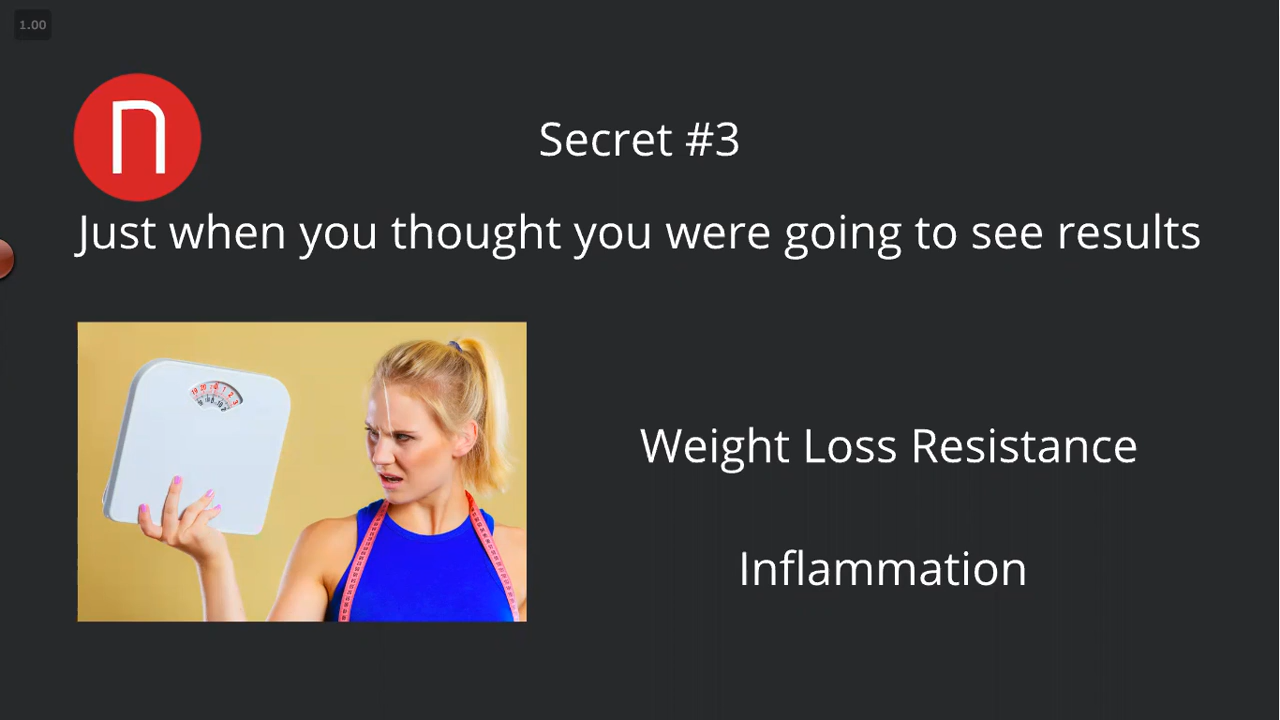 1.00
n
Secret #3
Just when you thought you were going to see results
Weight Loss Resistance
Inflammation